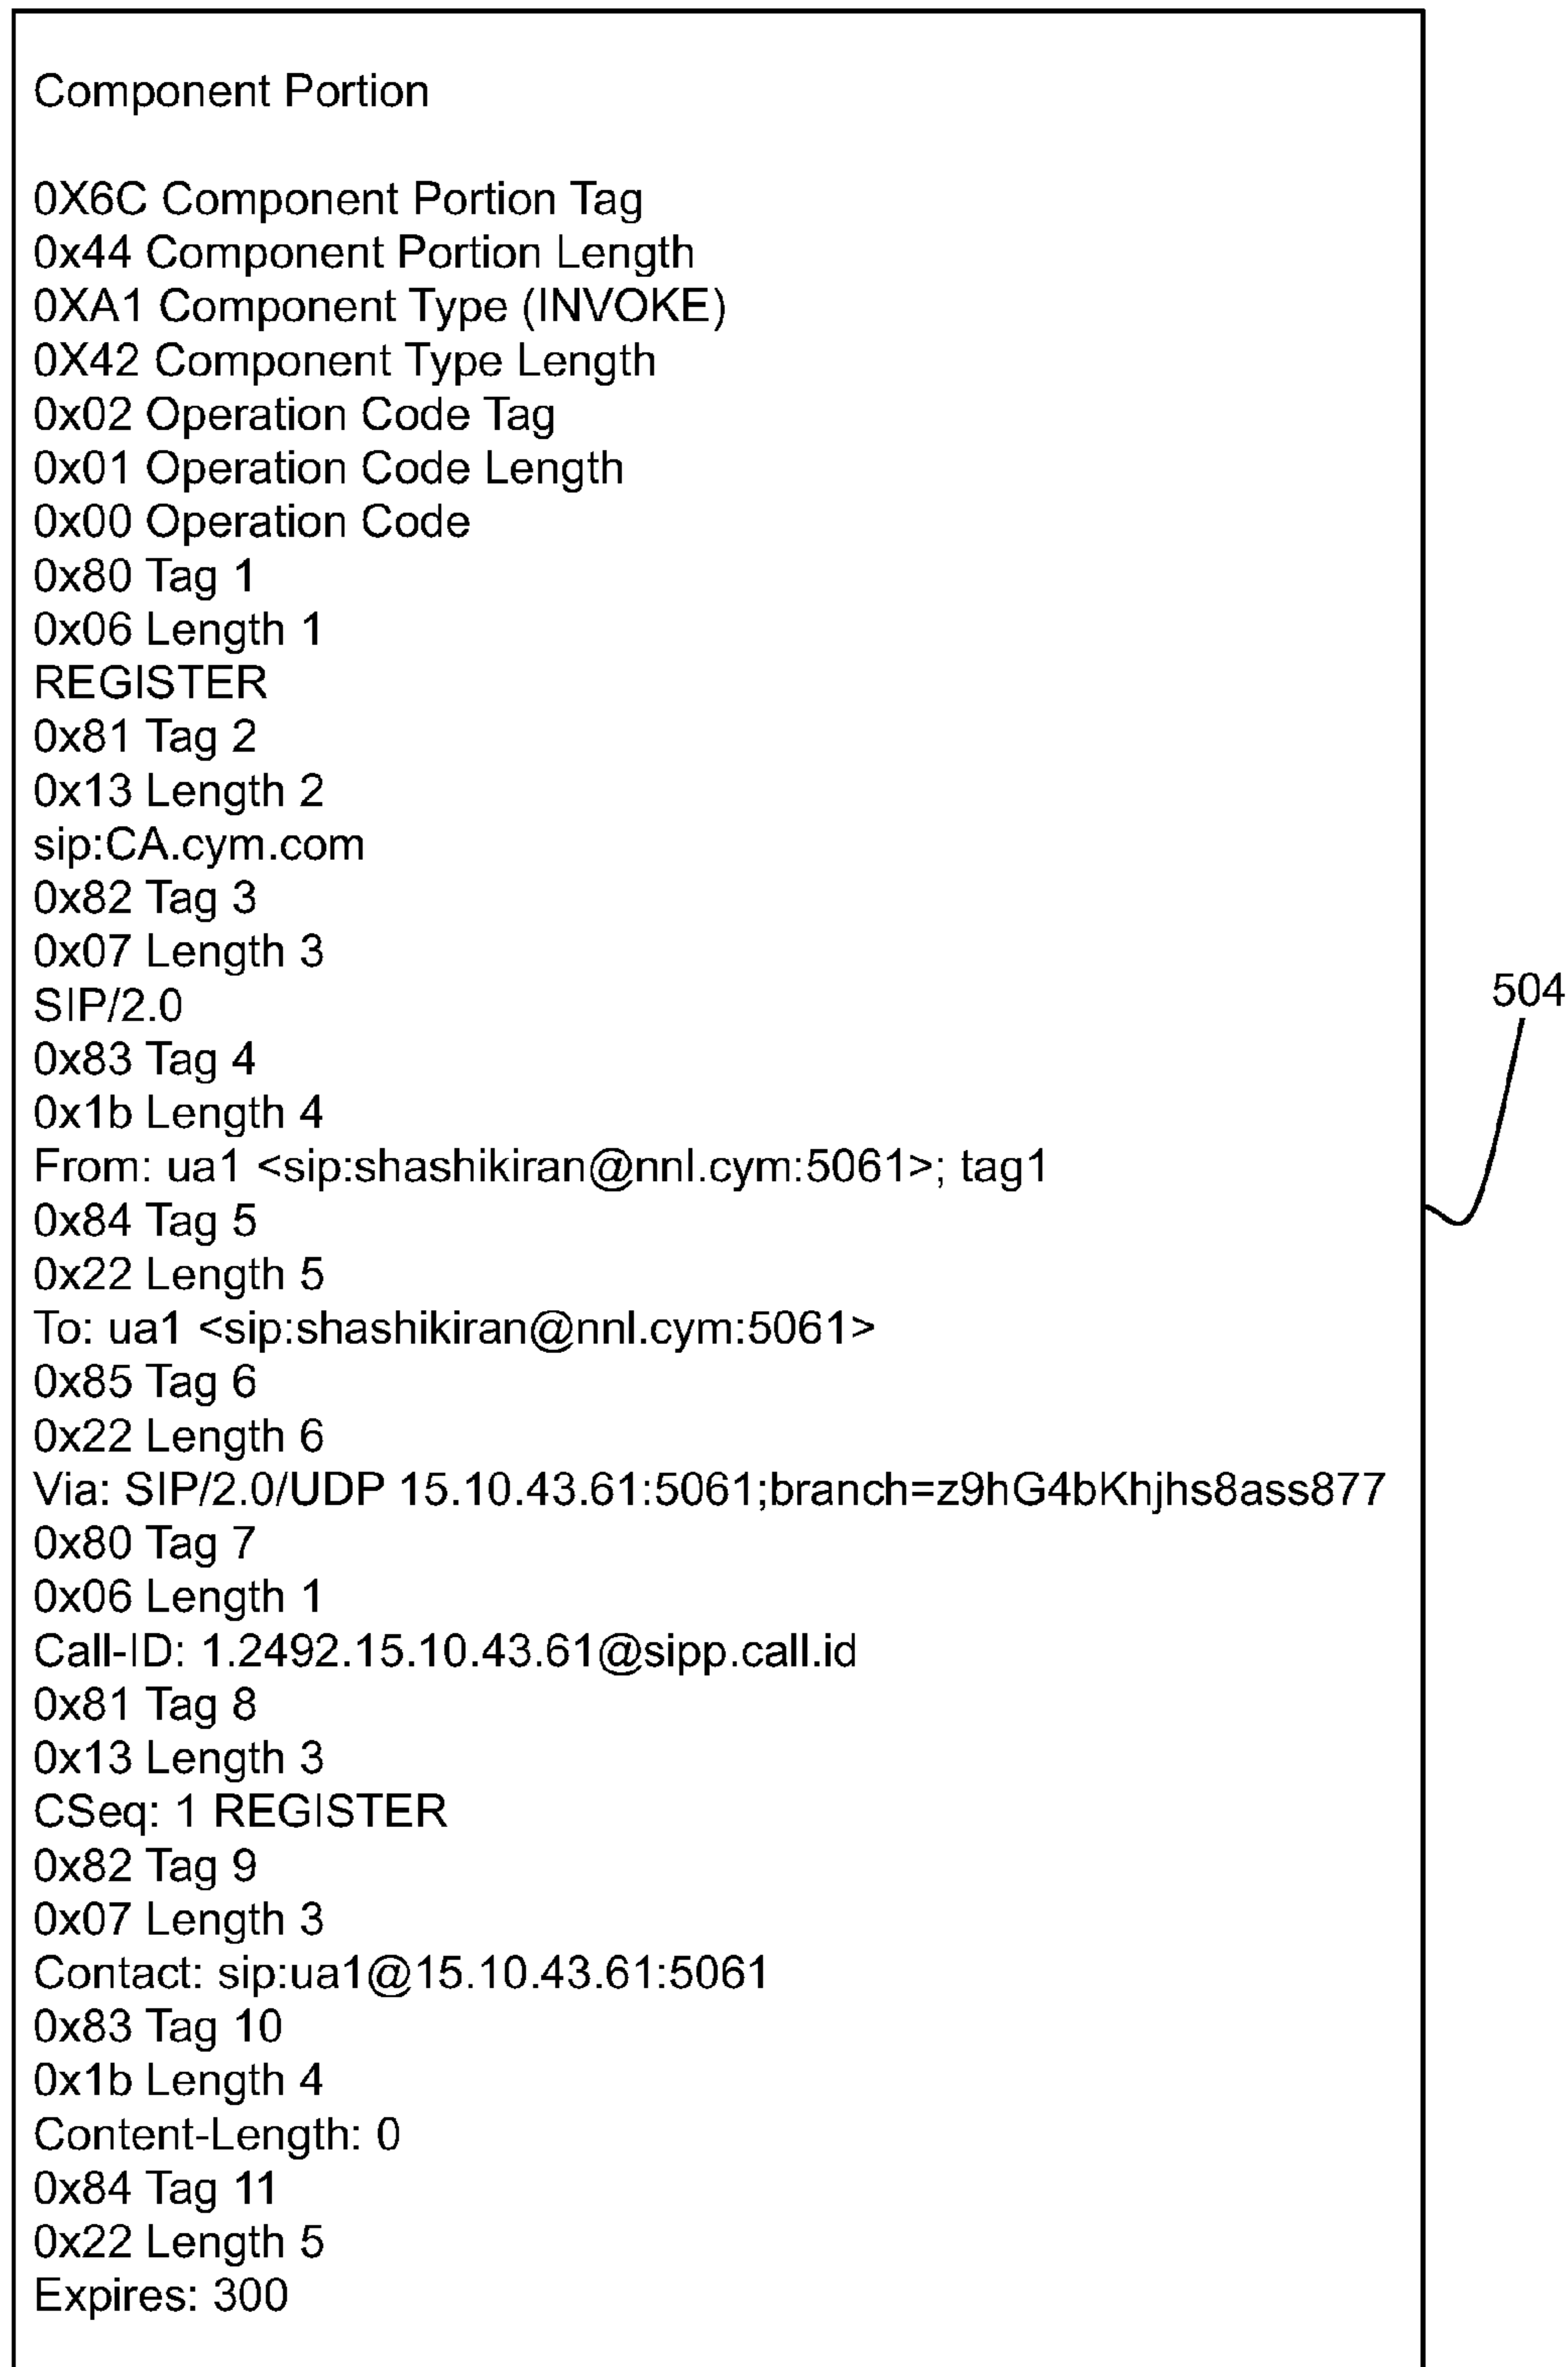 Component Portion
0X6C Component Portion Tag
0x44 Component Portion Length
0XA1 Component Type (INVOKE)
0X42 Component Type Length
0x02 Operation Code Tag
0x01 Operation Code Length
0x00 Operation Code
0x80 Tag 1
0x06 Length 1
REGISTER
0x81 Tag 2
0x13 Length 2
sip:CA.cym.com
0x82 Tag 3
0x07 Length 3
SIP/2.0
0x83 Tag 4
0x1b Length 4
From: ua1 <sip:shashikiran@nnl.cym:5061>; tag1
0x84 Tag 5
0x22 Length 5
To: ua1 <sip:shashikiran@nnl.cym:5061>
0x85 Tag 6
0x22 Length 6
Via: SIP/2.0/UDP 15.10.43.61:5061;branch=z9hG4bKhjhs8ass877
0x80 Tag 7
0x06 Length 1
Call-ID: 1.2492.15.10.43.61@sipp.call.id
0x81 Tag 8
0x13 Length 3
CSeq: 1 REGISTER
0x82 Tag 9
0x07 Length 3
Contact: sip:ua1@15.10.43.61:5061
0x83 Tag 10
0x1b Length 4
Content-Length: 0
0x84 Tag 11
0x22 Length 5
Expires: 300
504